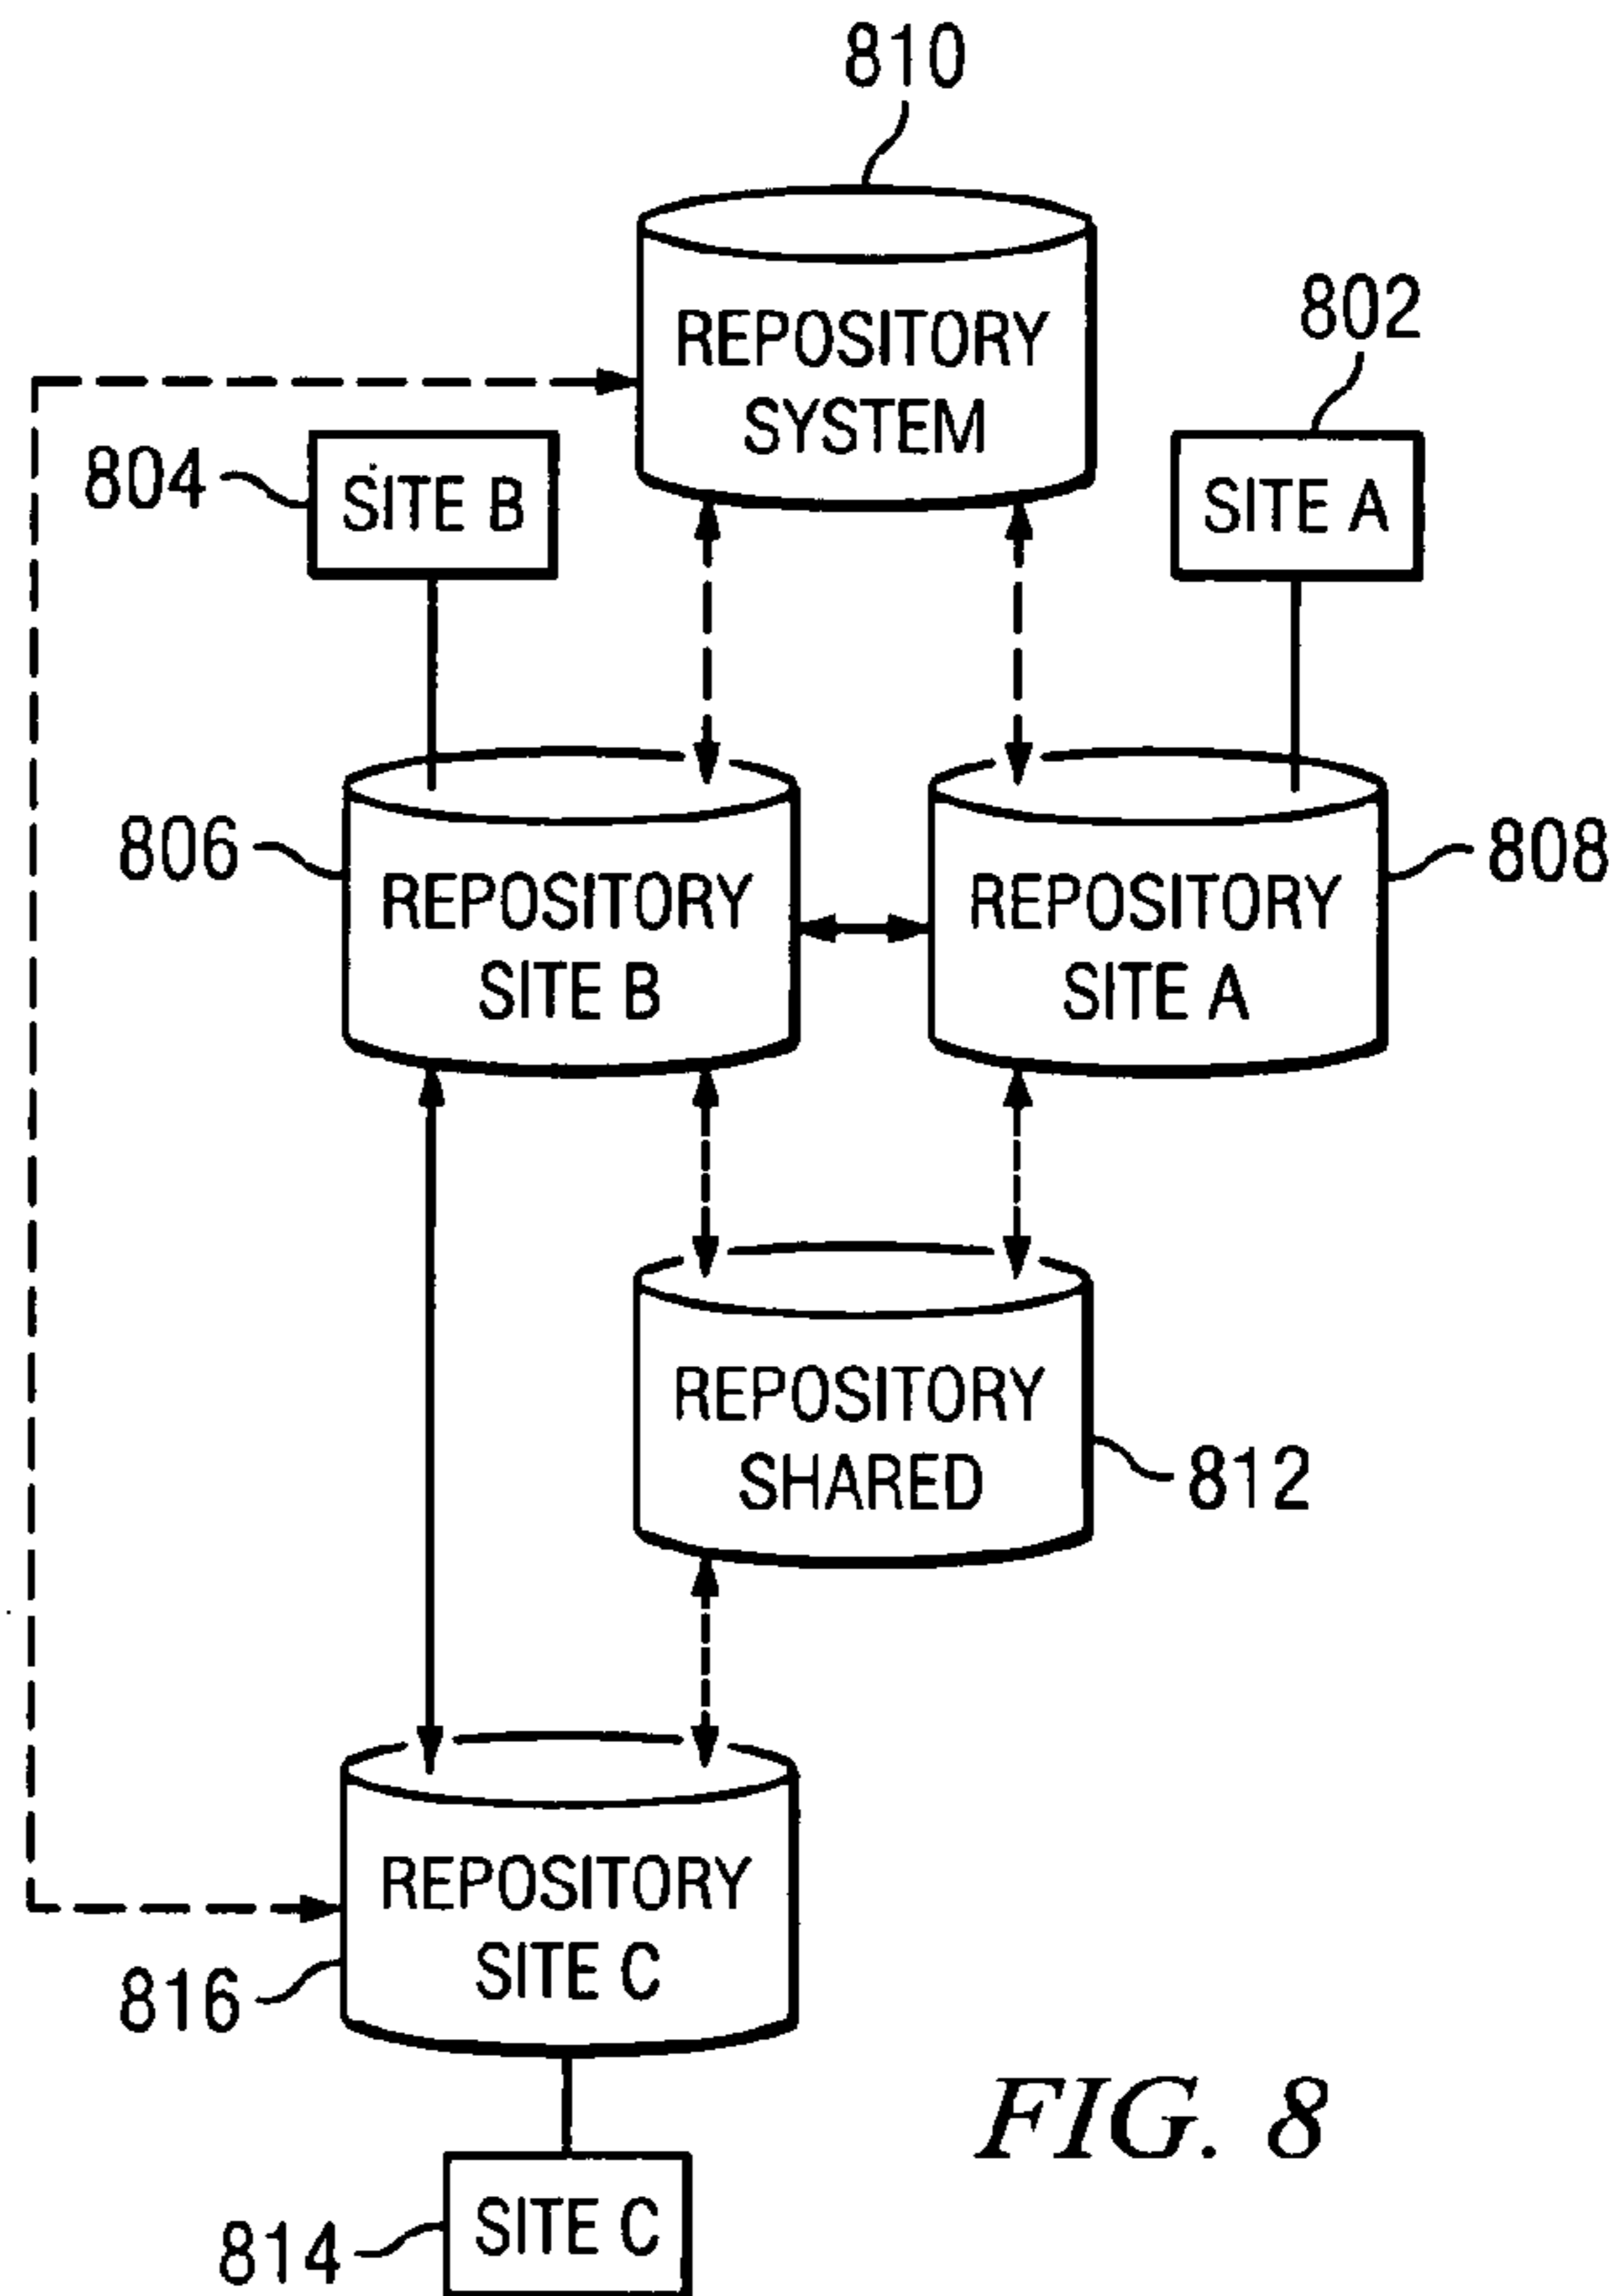 810
REPOSITORY
SYSTEM
802
SITE A
804
SITE B
806
REPOSITORY
SITE B
REPOSITORY
SITE A
808
REPOSITORY
SHARED
812
REPOSITORY
SITE C
816
814
SITE C
FIG. 8